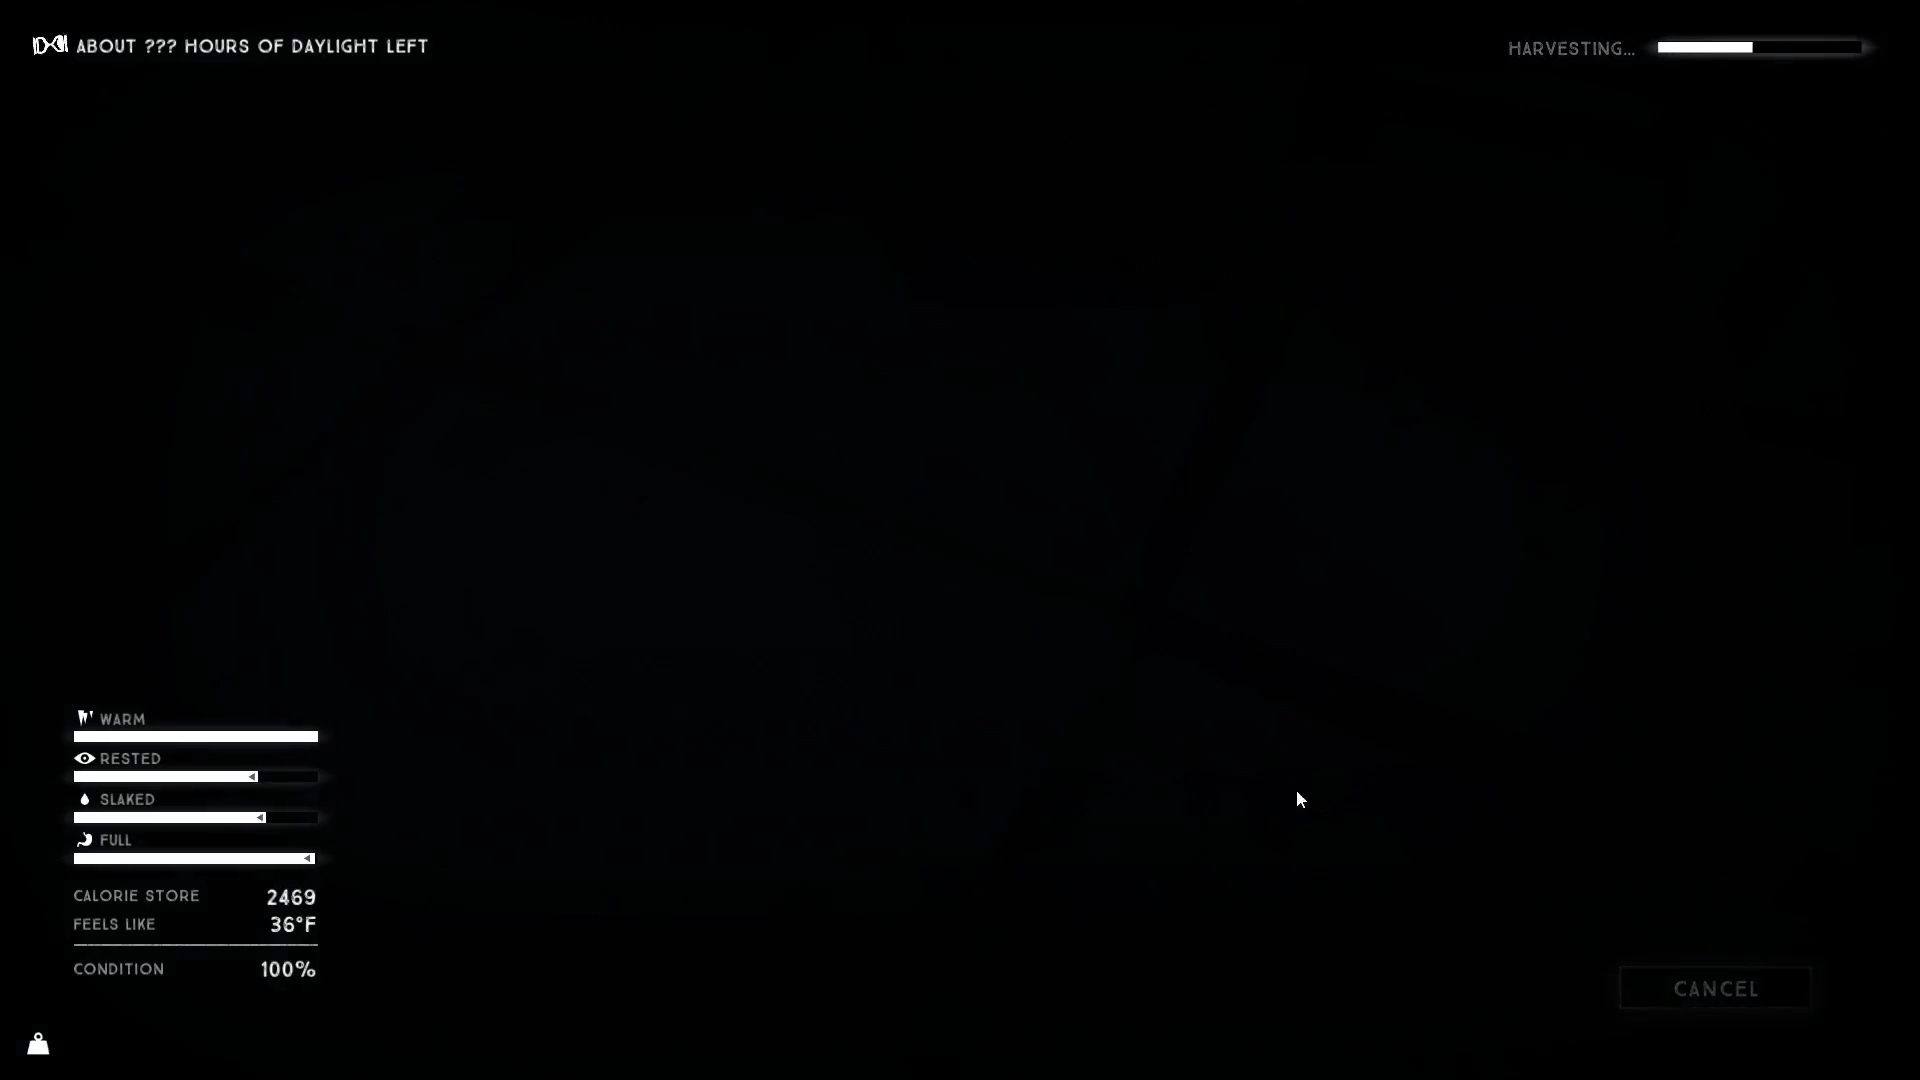 ABOUT ??? HOURS OF DAYLIGHT LEFT
HARVESTING...
WARM
RESTED
SLAKED
FULL
CALORIE STORE 2469
FEELS LIKE 36°F
CONDITION 100%
CANCEL